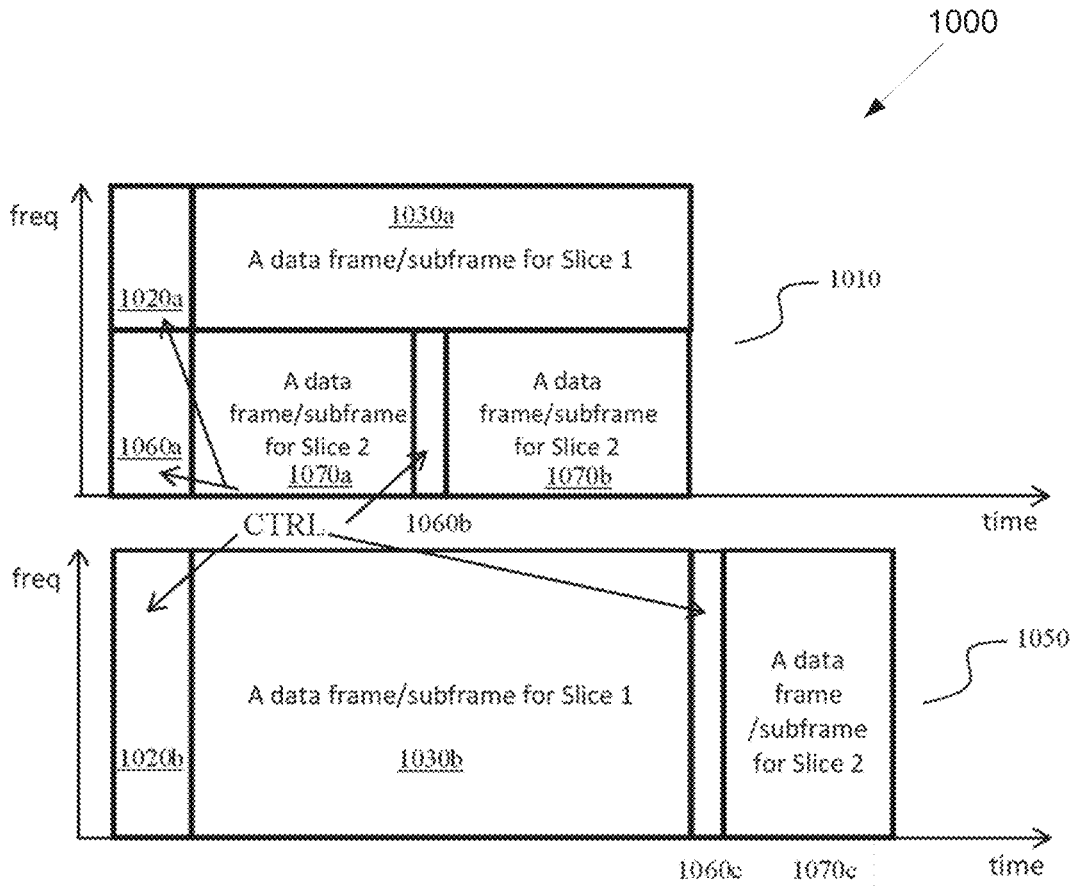 1000
freq
1030a
A data frame/subframe for Slice 1
1020a
1010
1060a
A data
frame/subframe
for Slice 2
1070a
A data
frame/subframe
for Slice 2
1070b
CTRL
1060b
time
freq
A data frame/subframe for Slice 1
1020b
1030b
A data
frame
/subframe
for Slice 2
1050
1060c
1070c
time